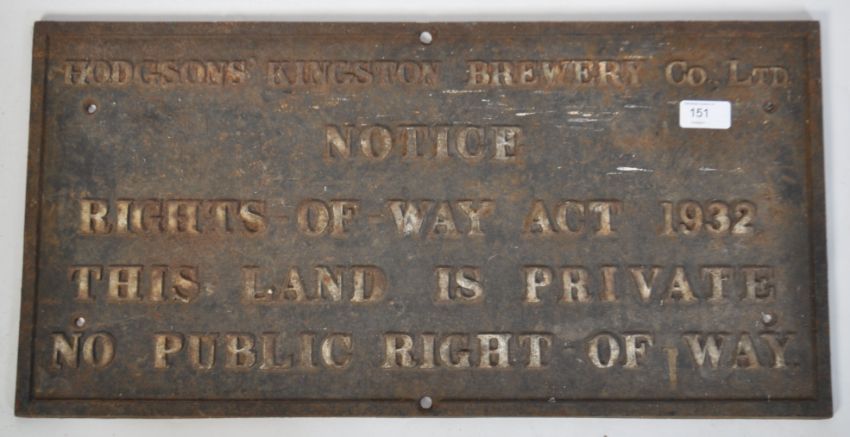 HODGSONS' KINGSTON BREWERY CO. LTD
151
NOTICE
RIGHTS-OF-WAY ACT 1932
THIS LAND IS PRIVATE
NO PUBLIC RIGHT-OF-WAY.